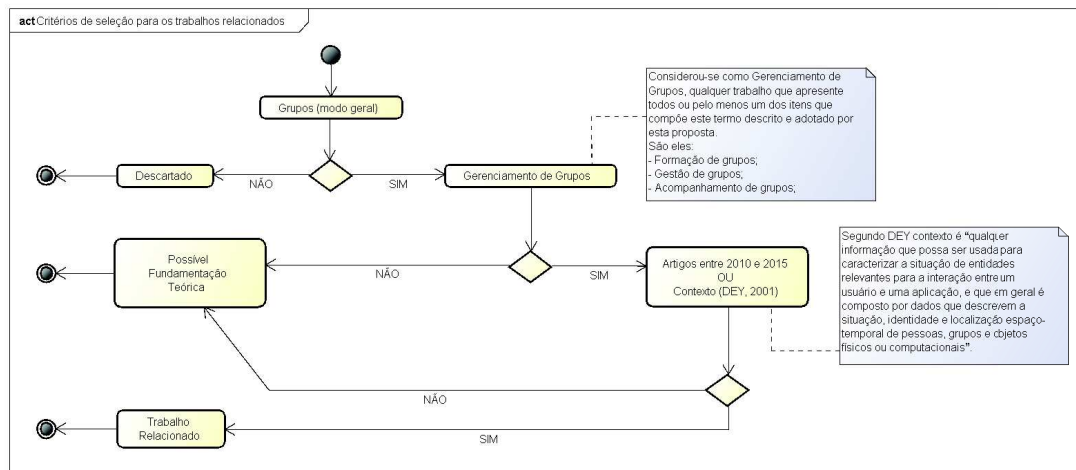 act Critérios de seleção para os trabalhos relacionados
Grupos (modo geral)
Considerou-se como Gerenciamento de
Grupos, qualquer trabalho que apresente
todos ou pelo menos um dos itens que
compõe este termo descrito e adotado por
esta proposta.
São eles:
- Formação de grupos;
- Gestão de grupos;
- Acompanhamento de grupos;
Descartado
NÃO
SIM
Gerenciamento de Grupos
Possível
Fundamentação
Teórica
NÃO
SIM
Artigos entre 2010 e 2015
OU
Contexto (DEY, 2001)
Segundo DEY contexto é "qualquer
informação que possa ser usada para
caracterizar a situação de entidades
relevantes para a interação entre um
usuário e uma aplicação, e que em geral é
composto por dados que descrevem a
situação, identidade e localização espaço-
temporal de pessoas, grupos e objetos
físicos ou computacionais".
NÃO
Trabalho
Relacionado
SIM